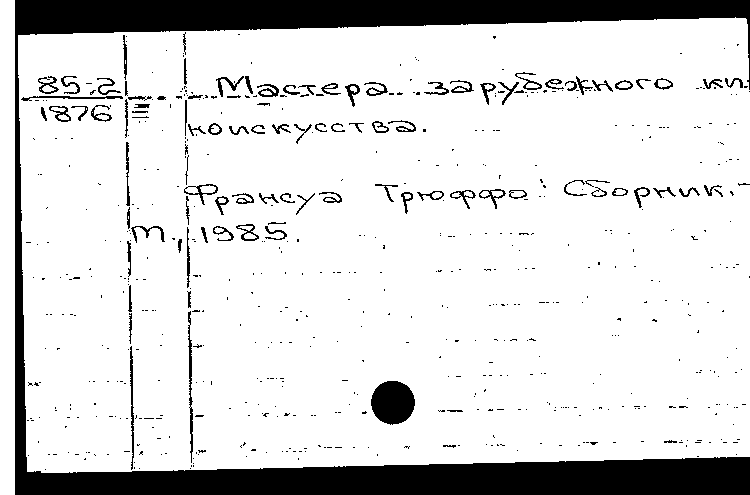 85-2
1876
Мастера зарубежного ки-
ноискусства.
Франсуа Трюффо: Сборник.-
М., 1985.